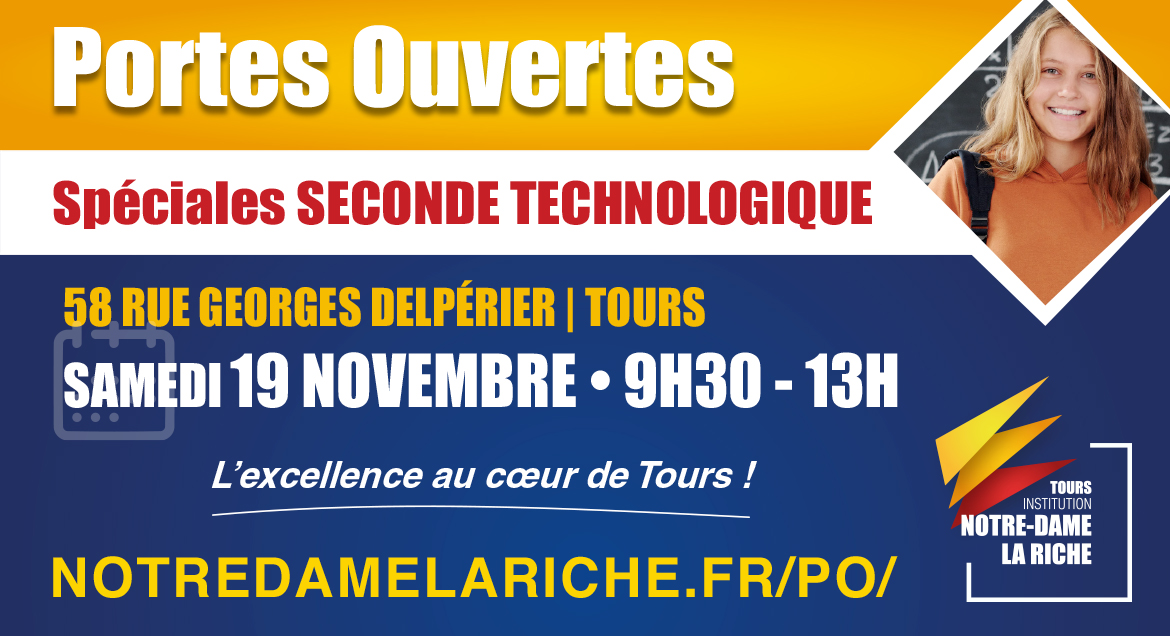 Portes Ouvertes
Spéciales SECONDE TECHNOLOGIQUE
58 RUE GEORGES DELPÉRIER | TOURS
SAMEDI 19 NOVEMBRE • 9H30 - 13H
L'excellence au cœur de Tours !
NOTREDAMELARICHE.FR/PO/
TOURS
INSTITUTION
NOTRE-DAME
LA RICHE